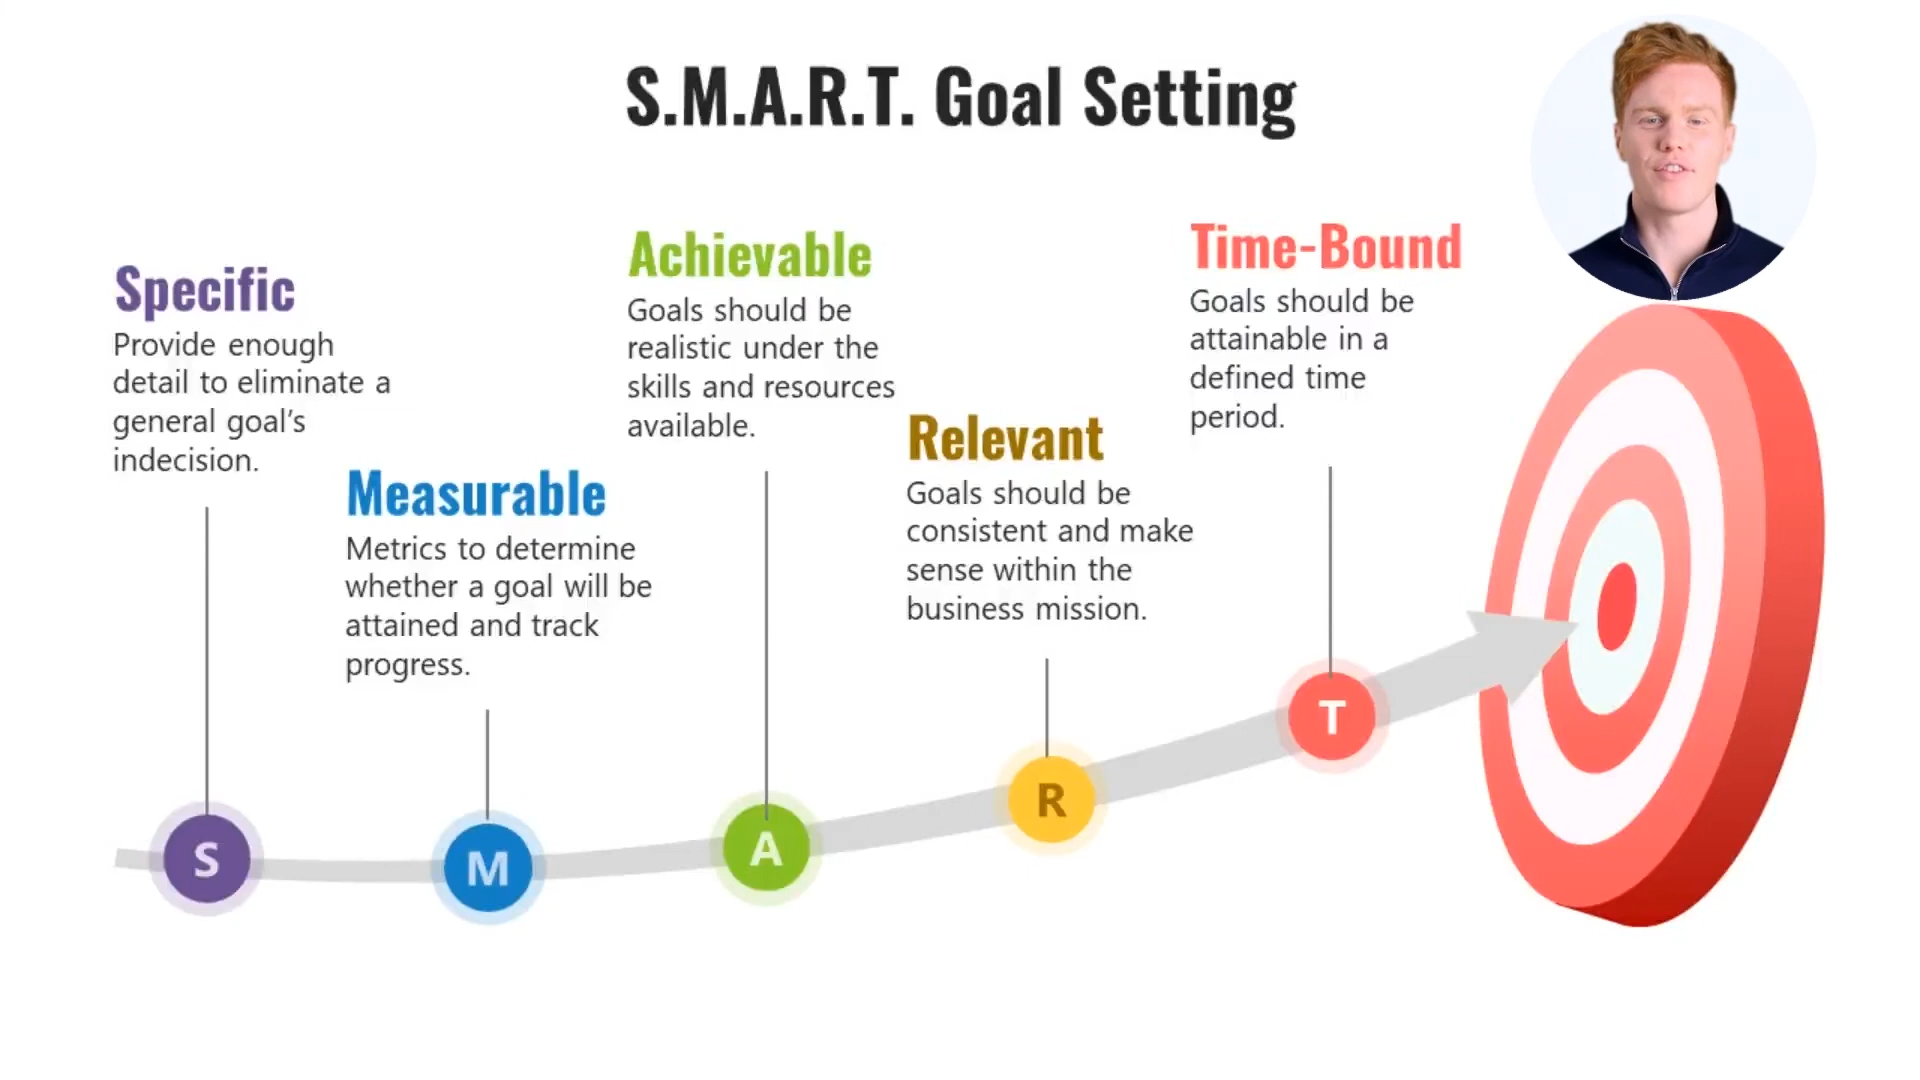 S.M.A.R.T. Goal Setting
Specific
Provide enough
detail to eliminate a
general goal’s
indecision.
Measurable
Metrics to determine
whether a goal will be
attained and track
progress.
Achievable
Goals should be
realistic under the
skills and resources
available.
Relevant
Goals should be
consistent and make
sense within the
business mission.
Time-Bound
Goals should be
attainable in a
defined time
period.
S
M
A
R
T